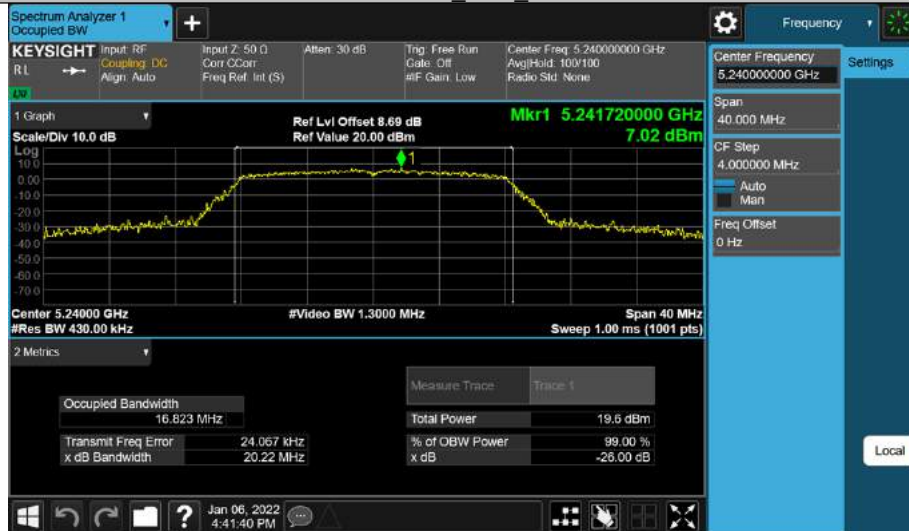 Spectrum Analyzer 1
Occupied BW
Frequency
KEYSIGHT
RL
Input: RF
Coupling: DC
Align: Auto
Input Z: 50 Ω
Corr CCorr
Freq Ref: Int (S)
Atten: 30 dB
Trig: Free Run
Gate: Off
#IF Gain: Low
Center Freq: 5.240000000 GHz
Avg|Hold: 100/100
Radio Std: None
1 Graph
Scale/Div 10.0 dB
Log
Ref Lvl Offset 8.69 dB
Ref Value 20.00 dBm
Mkr1 5.241720000 GHz
7.02 dBm
1
10.0
0.00
-10.0
-20.0
-30.0
-40.0
-50.0
-60.0
-70.0
Center 5.24000 GHz
#Res BW 430.00 kHz
#Video BW 1.3000 MHz
Span 40 MHz
Sweep 1.00 ms (1001 pts)
2 Metrics
Measure Trace
Trace 1
Occupied Bandwidth
16.823 MHz
Total Power
19.6 dBm
Transmit Freq Error
24.067 kHz
% of OBW Power
99.00 %
x dB Bandwidth
20.22 MHz
x dB
-26.00 dB
Center Frequency
5.240000000 GHz
Settings
Span
40.000 MHz
CF Step
4.000000 MHz
Auto
Man
Freq Offset
0 Hz
Local
?
Jan 06, 2022
4:41:40 PM